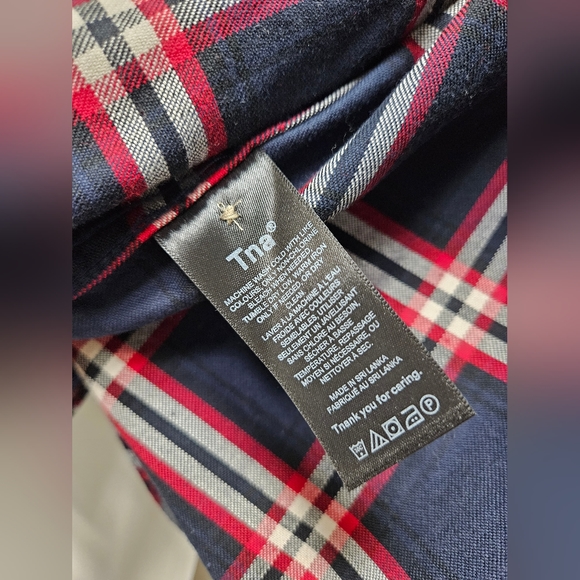 Tna®
MACHINE WASH COLD WITH LIKE
COLOURS, ONLY NON-CHLORINE
BLEACH WHEN NEEDED,
TUMBLE DRY LOW, WARM IRON
ONLY IF NEEDED, OR DRY
CLEAN.
LAVER À LA MACHINE À L'EAU
FROIDE AVEC COULEURS
SEMBLABLES, UTILISER
SEULEMENT UN JAVELLISANT
SANS CHLORE AU BESOIN,
SÉCHER À BASSE
TEMPÉRATURE, REPASSAGE
MOYEN SI NÉCESSAIRE, OU
NETTOYER À SEC.
MADE IN SRI LANKA
FABRIQUÉ AU SRI LANKA
Thank you for caring.